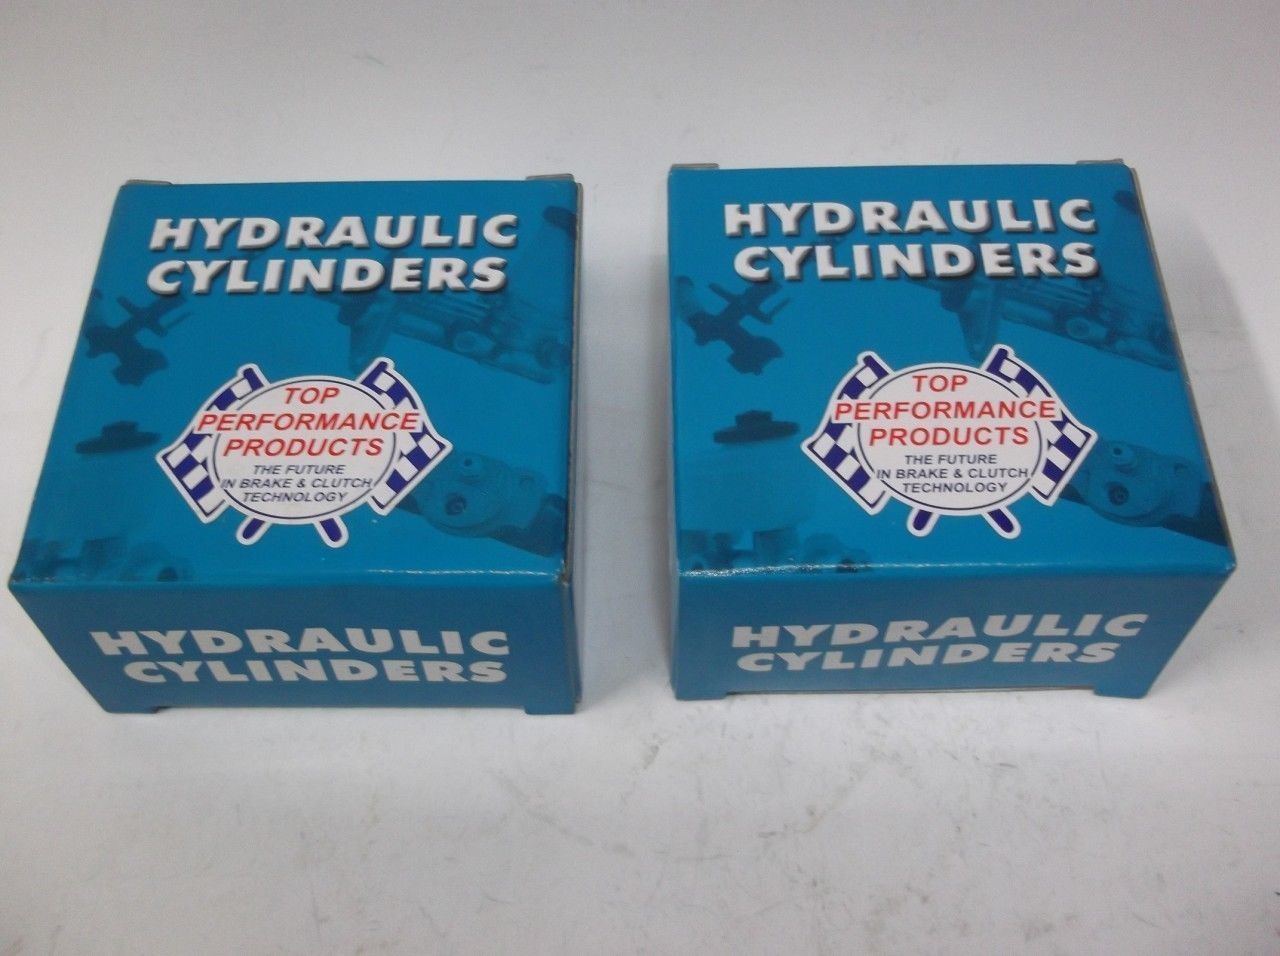 HYDRAULIC
CYLINDERS
TOP
PERFORMANCE
PRODUCTS
THE FUTURE
IN BRAKE & CLUTCH
TECHNOLOGY
HYDRAULIC
CYLINDERS
HYDRAULIC
CYLINDERS
TOP
PERFORMANCE
PRODUCTS
THE FUTURE
IN BRAKE & CLUTCH
TECHNOLOGY
HYDRAULIC
CYLINDERS